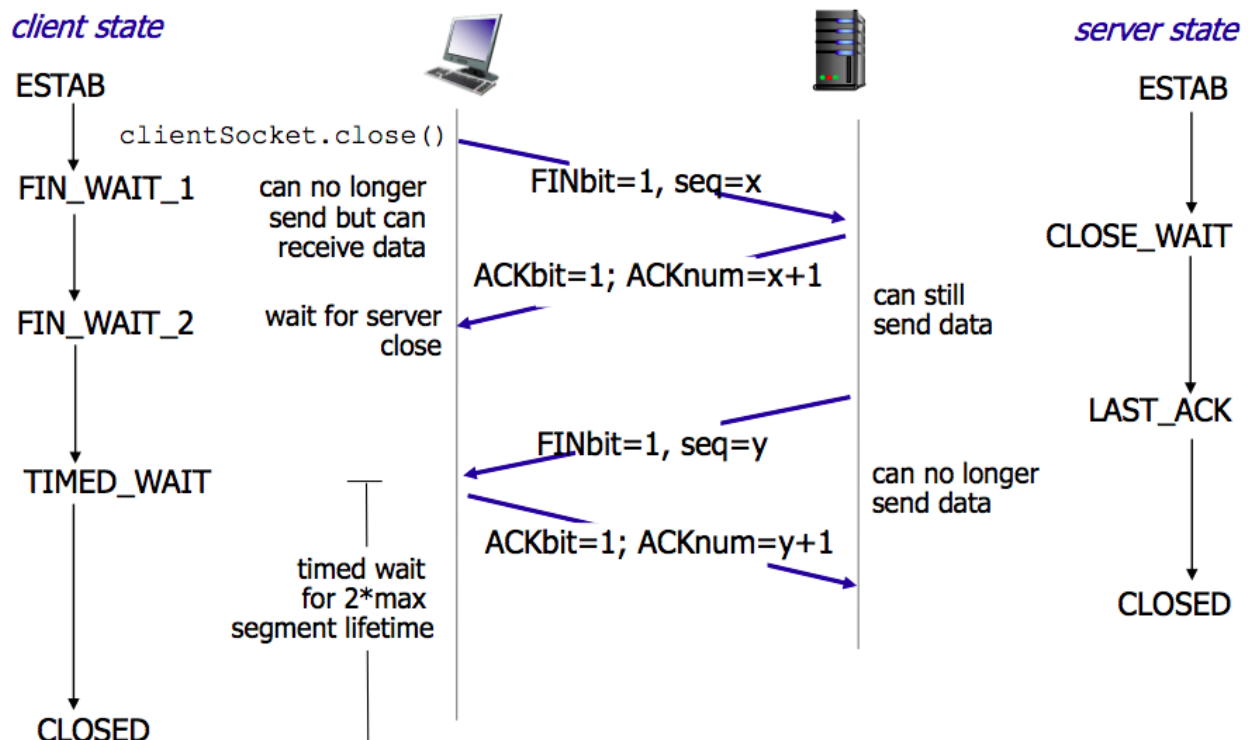 client state
server state
ESTAB
ESTAB
clientSocket.close()
FINbit=1, seq=x
FIN_WAIT_1
can no longer
send but can
receive data
CLOSE_WAIT
ACKbit=1; ACKnum=x+1
can still
send data
FIN_WAIT_2
wait for server
close
LAST_ACK
FINbit=1, seq=y
TIMED_WAIT
can no longer
send data
ACKbit=1; ACKnum=y+1
timed wait
for 2*max
segment lifetime
CLOSED
CLOSED